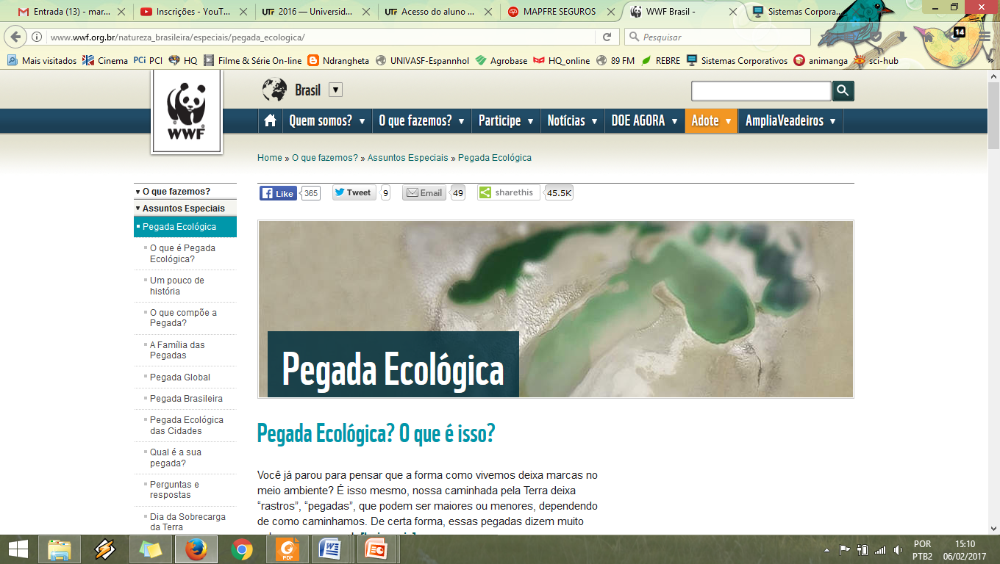 Entrada (13) - mar...
Inscrições - YouT...
UTF 2016 — Universid...
UTF Acesso do aluno ...
MAPFRE SEGUROS
WWF Brasil -
Sistemas Corpora...
www.wwf.org.br/natureza_brasileira/especiais/pegada_ecologica/
Pesquisar
14
Mais visitados
Cinema
PCi PCI
HQ
Filme & Série On-line
Ndrangheta
UNIVASF-Espannhol
Agrobase
HQ_online
89 FM
REBRE
Sistemas Corporativos
animanga
sci-hub
WWF
Brasil
Quem somos?
O que fazemos?
Participe
Notícias
DOE AGORA
Adote
AmpliaVeadeiros
Home » O que fazemos? » Assuntos Especiais » Pegada Ecológica
Like 365
Tweet 9
Email 49
sharethis 45.5K
O que fazemos?
Assuntos Especiais
Pegada Ecológica
O que é Pegada
Ecológica?
Um pouco de
história
O que compõe a
Pegada?
A Família das
Pegadas
Pegada Global
Pegada Brasileira
Pegada Ecológica
das Cidades
Qual é a sua
pegada?
Perguntas e
respostas
Dia da Sobrecarga
da Terra
Pegada Ecológica
Pegada Ecológica? O que é isso?
Você já parou para pensar que a forma como vivemos deixa marcas no
meio ambiente? É isso mesmo, nossa caminhada pela Terra deixa
“rastros”, “pegadas”, que podem ser maiores ou menores, dependendo
de como caminhamos. De certa forma, essas pegadas dizem muito
PDF
POR
PTB2
15:10
06/02/2017